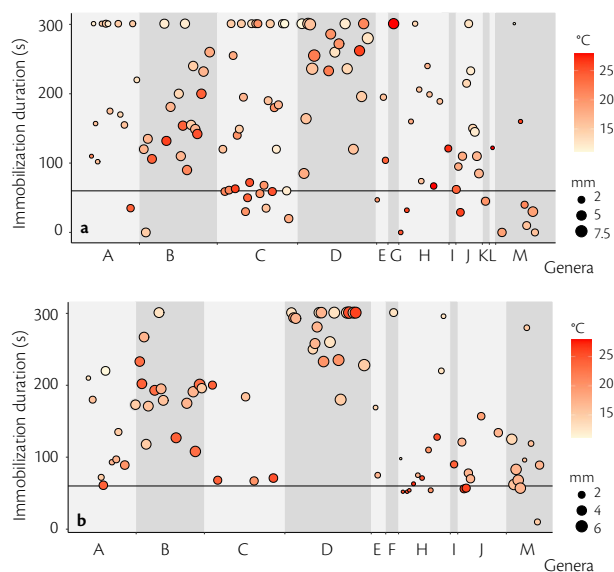 Immobilization duration (s)
300
200
100
0
a
A B C D E G H I J K L M
Genera
°C
25
20
15
mm
2
5
7.5
Immobilization duration (s)
300
200
100
0
b
A B C D E F H I J M
Genera
°C
25
20
15
mm
2
4
6